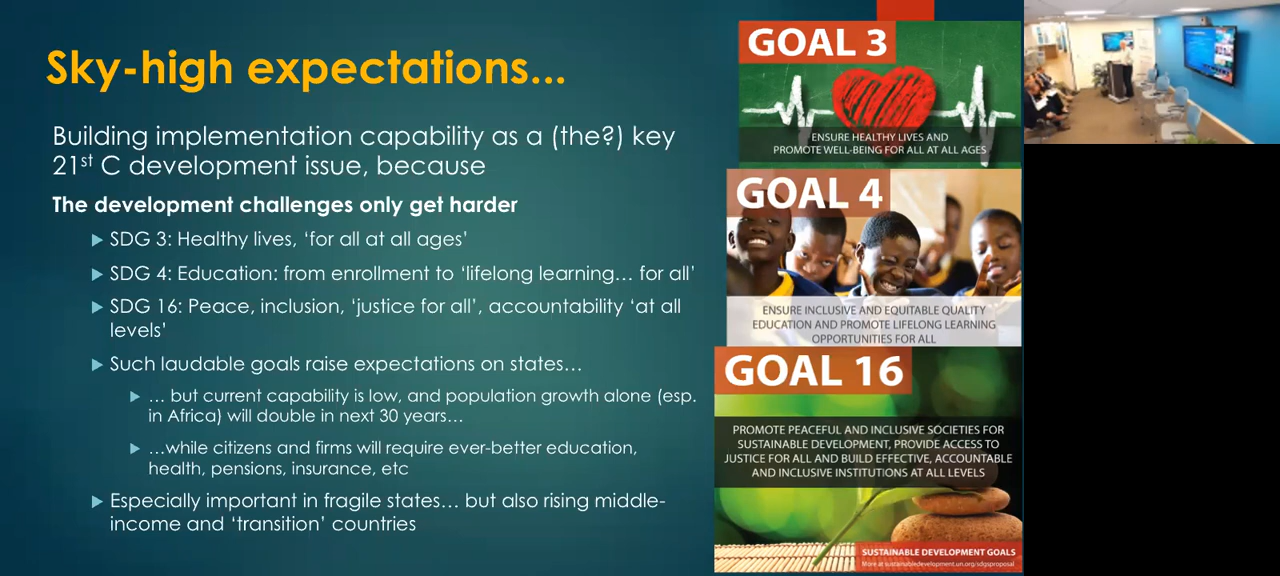 Sky-high expectations...
Building implementation capability as a (the?) key
21st C development issue, because
The development challenges only get harder
SDG 3: Healthy lives, ‘for all at all ages’
SDG 4: Education: from enrollment to ‘lifelong learning… for all’
SDG 16: Peace, inclusion, ‘justice for all’, accountability ‘at all
levels’
Such laudable goals raise expectations on states…
… but current capability is low, and population growth alone (esp.
in Africa) will double in next 30 years…
…while citizens and firms will require ever-better education,
health, pensions, insurance, etc
Especially important in fragile states… but also rising middle-
income and ‘transition’ countries
GOAL 3
ENSURE HEALTHY LIVES AND
PROMOTE WELL-BEING FOR ALL AT ALL AGES
GOAL 4
ENSURE INCLUSIVE AND EQUITABLE QUALITY
EDUCATION AND PROMOTE LIFELONG LEARNING
OPPORTUNITIES FOR ALL
GOAL 16
PROMOTE PEACEFUL AND INCLUSIVE SOCIETIES FOR
SUSTAINABLE DEVELOPMENT, PROVIDE ACCESS TO
JUSTICE FOR ALL AND BUILD EFFECTIVE, ACCOUNTABLE
AND INCLUSIVE INSTITUTIONS AT ALL LEVELS
SUSTAINABLE DEVELOPMENT GOALS
More at sustainabledevelopment.un.org/sdgsproposal